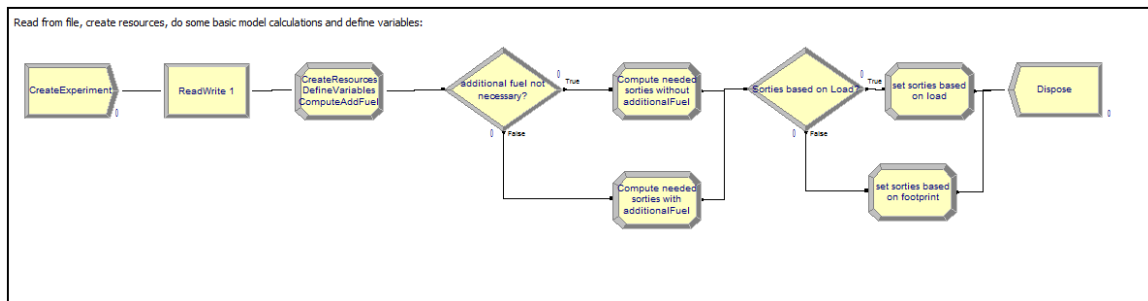 Read from file, create resources, do some basic model calculations and define variables:
CreateExperiment
ReadWrite 1
CreateResources
DefineVariables
ComputeAddFuel
additional fuel not
necessary?
True
False
Compute needed
sorties without
additionalFuel
Compute needed
sorties with
additionalFuel
Sorties based on Load?
True
False
set sorties based
on load
set sorties based
on footprint
Dispose
0
0
0
0
0
0